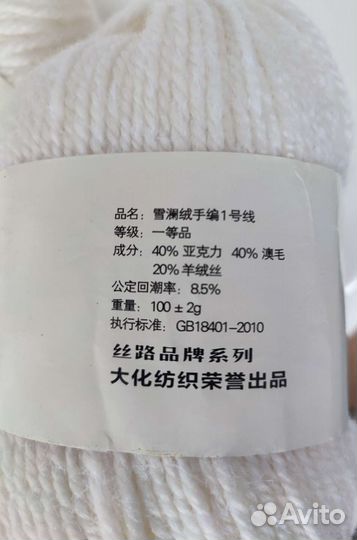 品名：雪澜绒手编1号线
等级：一等品
成分：40% 亚克力 40% 澳毛
20% 羊绒丝
公定回潮率：8.5%
重量：100 ± 2g
执行标准：GB18401-2010
丝路品牌系列
大化纺织荣誉出品
Avito